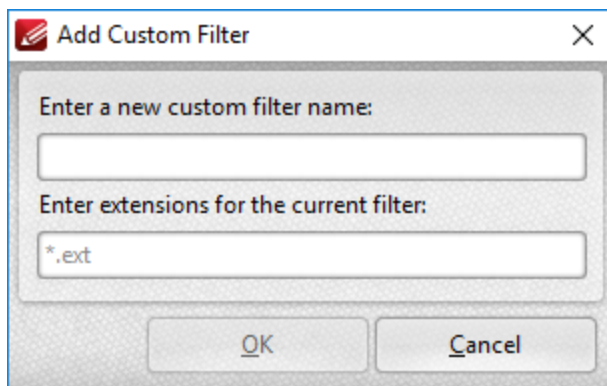 Add Custom Filter
Enter a new custom filter name:
Enter extensions for the current filter:
*.ext
OK
Cancel